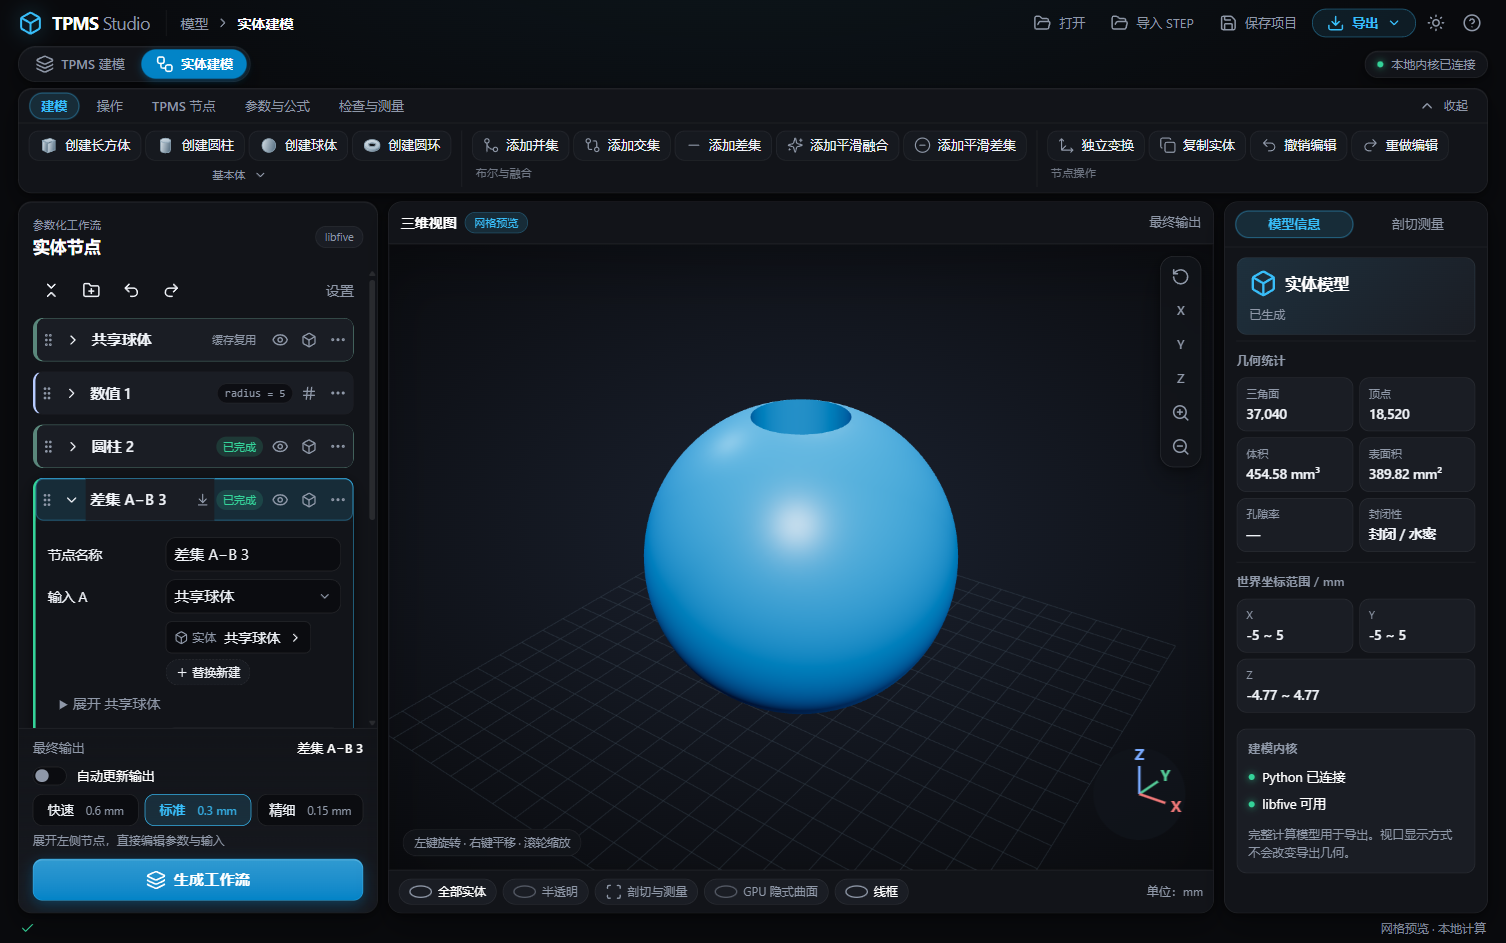 TPMS Studio 模型 > 实体建模
打开 导入 STEP 保存项目 导出
TPMS 建模 实体建模 本地内核已连接
建模 操作 TPMS 节点 参数与公式 检查与测量 收起
创建长方体 创建圆柱 创建球体 创建圆环 添加并集 添加交集 添加差集 添加平滑融合 添加平滑差集 独立变换 复制实体 撤销编辑 重做编辑
基本体 布尔与融合 节点操作
参数化工作流
实体节点
libfive
设置
共享球体 缓存复用
数值 1 radius = 5
圆柱 2 已完成
差集 A−B 3 已完成
节点名称 差集 A−B 3
输入 A 共享球体
实体 共享球体
替换新建
展开 共享球体
最终输出 差集 A−B 3
自动更新输出
快速 0.6 mm 标准 0.3 mm 精细 0.15 mm
展开左侧节点，直接编辑参数与输入
生成工作流
三维视图 网格预览 最终输出
X
Y
Z
Z
Y
X
左键旋转 · 右键平移 · 滚轮缩放
全部实体 半透明 剖切与测量 GPU 隐式曲面 线框 单位：mm
模型信息 剖切测量
实体模型
已生成
几何统计
三角面 顶点
37,040 18,520
体积 表面积
454.58 mm³ 389.82 mm²
孔隙率 封闭性
— 封闭 / 水密
世界坐标范围 / mm
X Y
-5 ~ 5 -5 ~ 5
Z
-4.77 ~ 4.77
建模内核
Python 已连接
libfive 可用
完整计算模型用于导出。视口显示方式
不会改变导出几何。
网格预览 · 本地计算